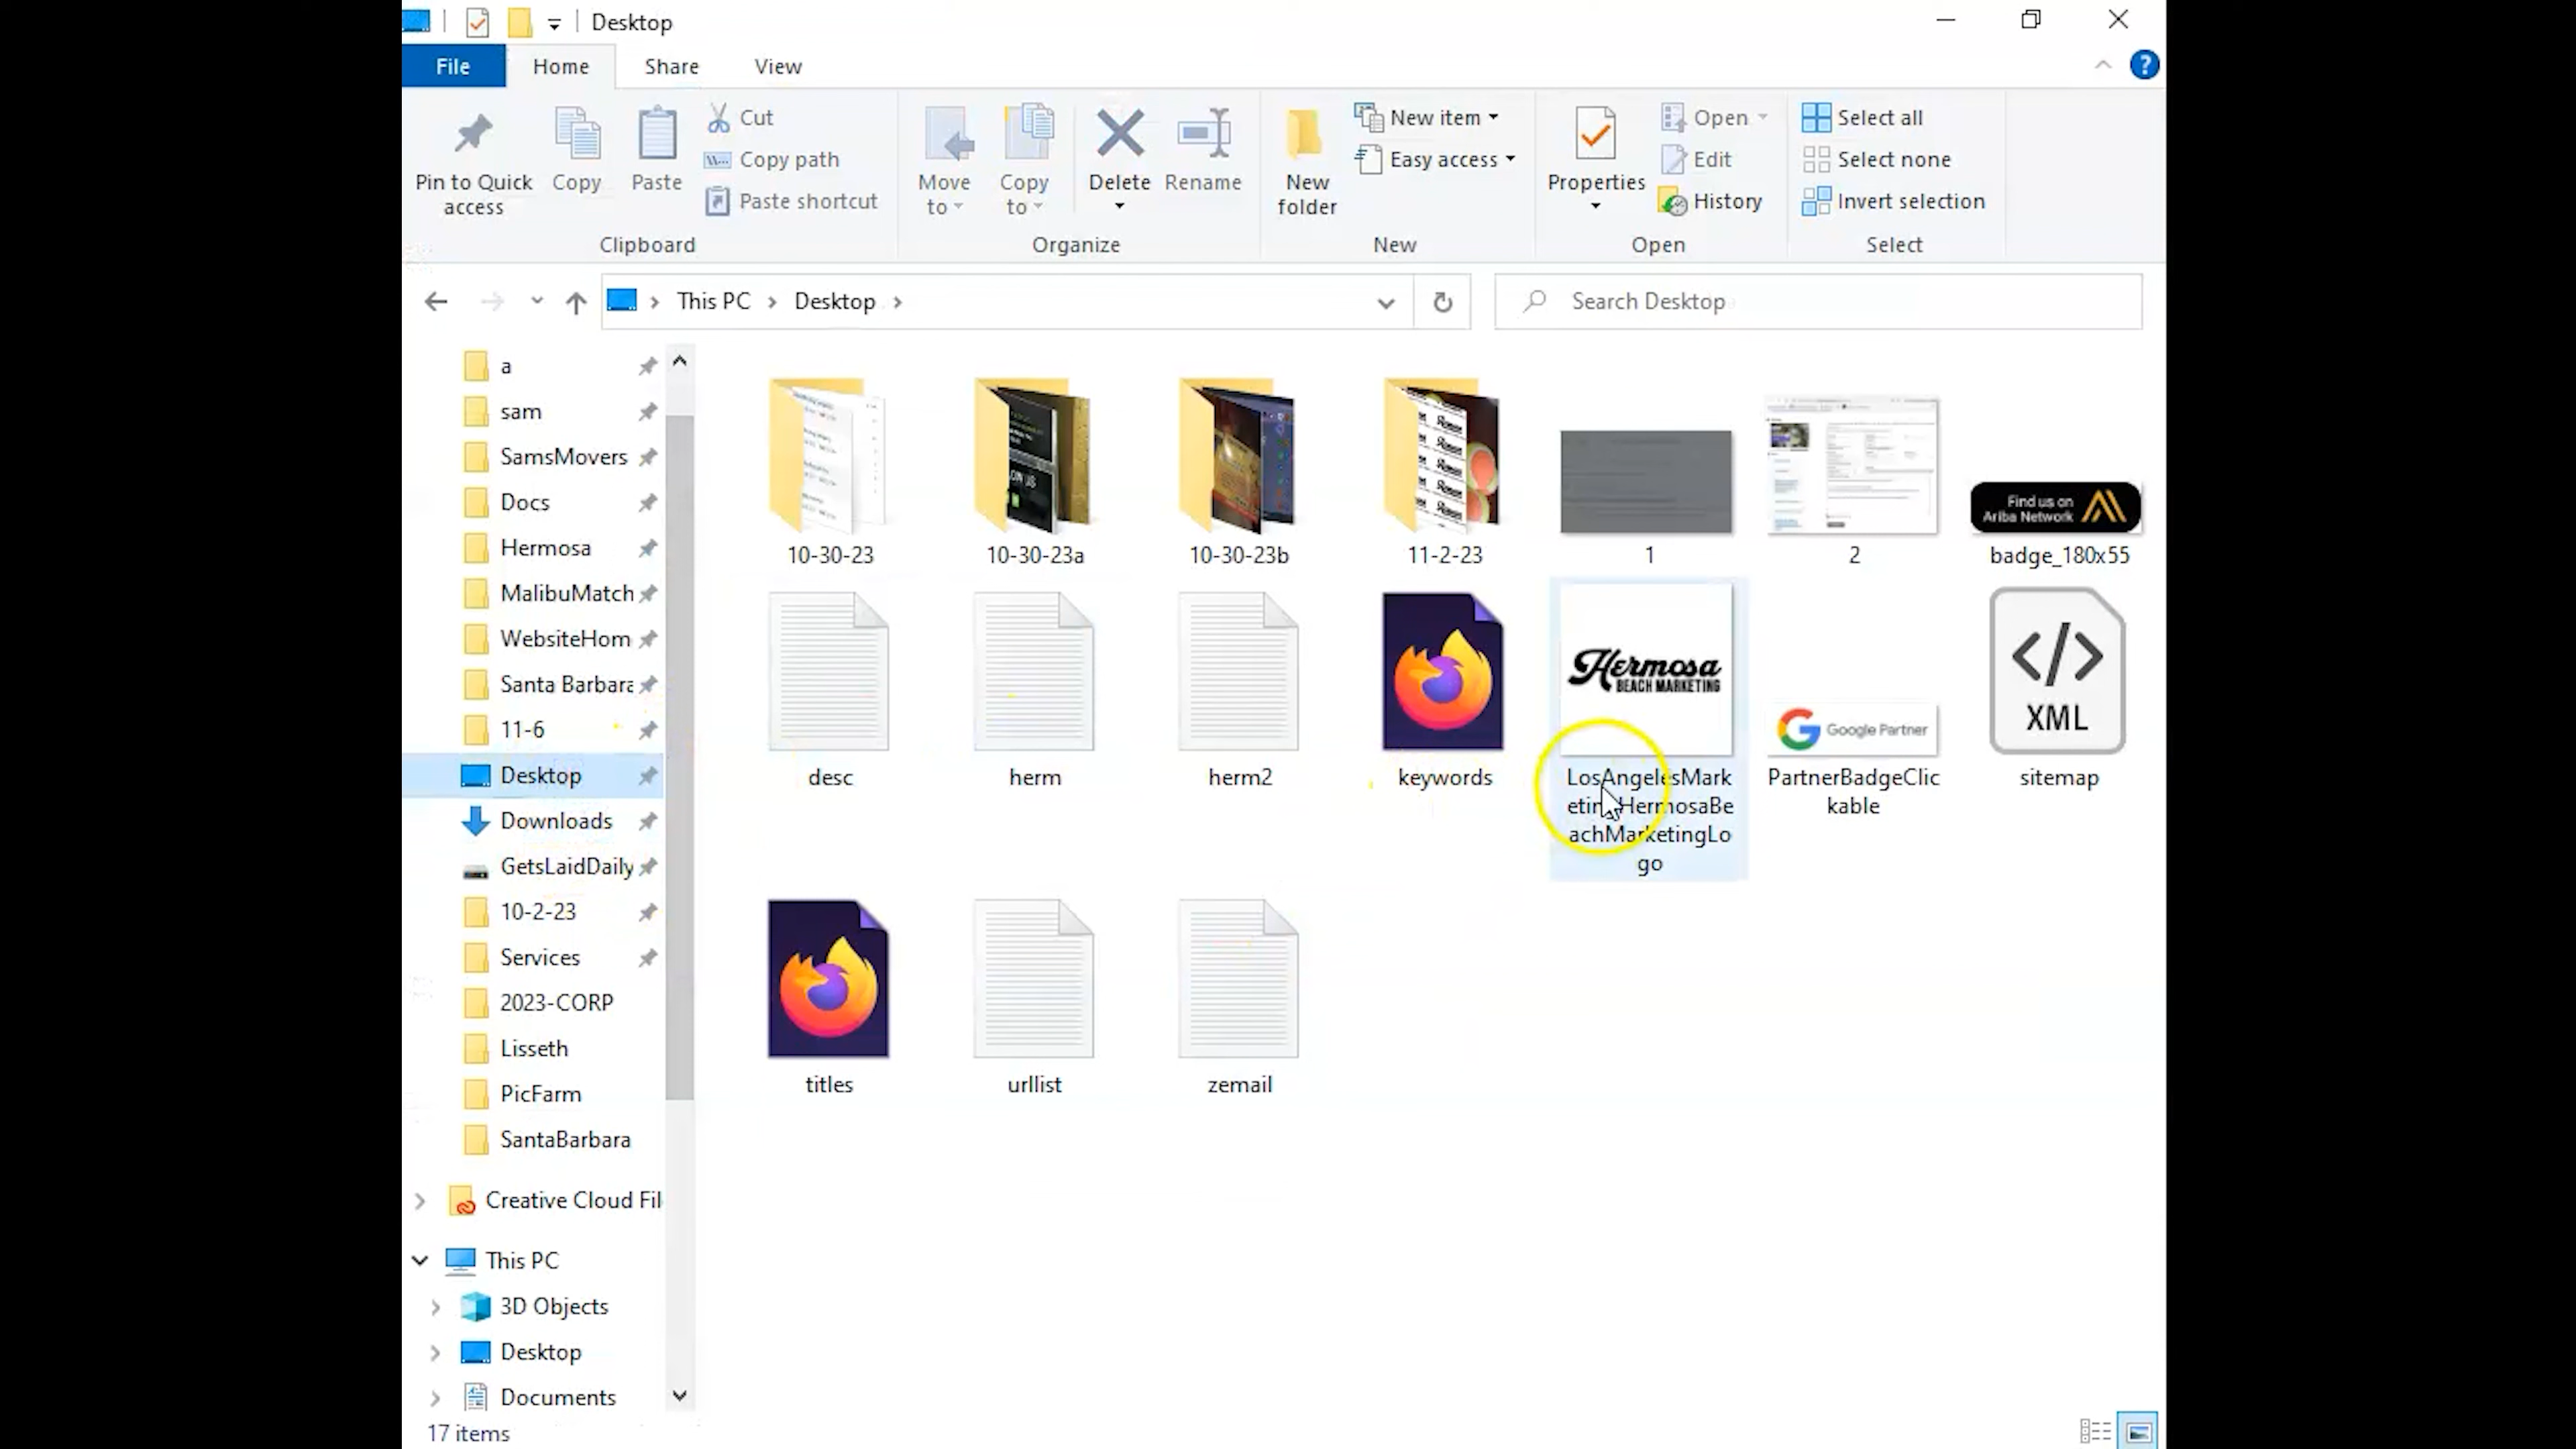 Desktop
File Home Share View
Pin to Quick access
Copy
Paste
Cut
Copy path
Paste shortcut
Clipboard
Move to
Copy to
Delete
Rename
Organize
New folder
New item
Easy access
New
Properties
Open
Edit
History
Open
Select all
Select none
Invert selection
Select
This PC Desktop
Search Desktop
a
sam
SamsMovers
Docs
Hermosa
MalibuMatch
WebsiteHom
Santa Barbara
11-6
Desktop
Downloads
GetsLaidDaily
10-2-23
Services
2023-CORP
Lisseth
PicFarm
SantaBarbara
Creative Cloud Fil
This PC
3D Objects
Desktop
Documents
17 items
JOIN US
Find us on
Ariba Network
10-30-23
10-30-23a
10-30-23b
11-2-23
1
2
badge_180x55
Hermosa
BEACH MARKETING
Google Partner
</>
XML
desc
herm
herm2
keywords
LosAngelesMark
etingHermosaBe
achMarketingLo
go
PartnerBadgeClic
kable
sitemap
titles
urllist
zemail